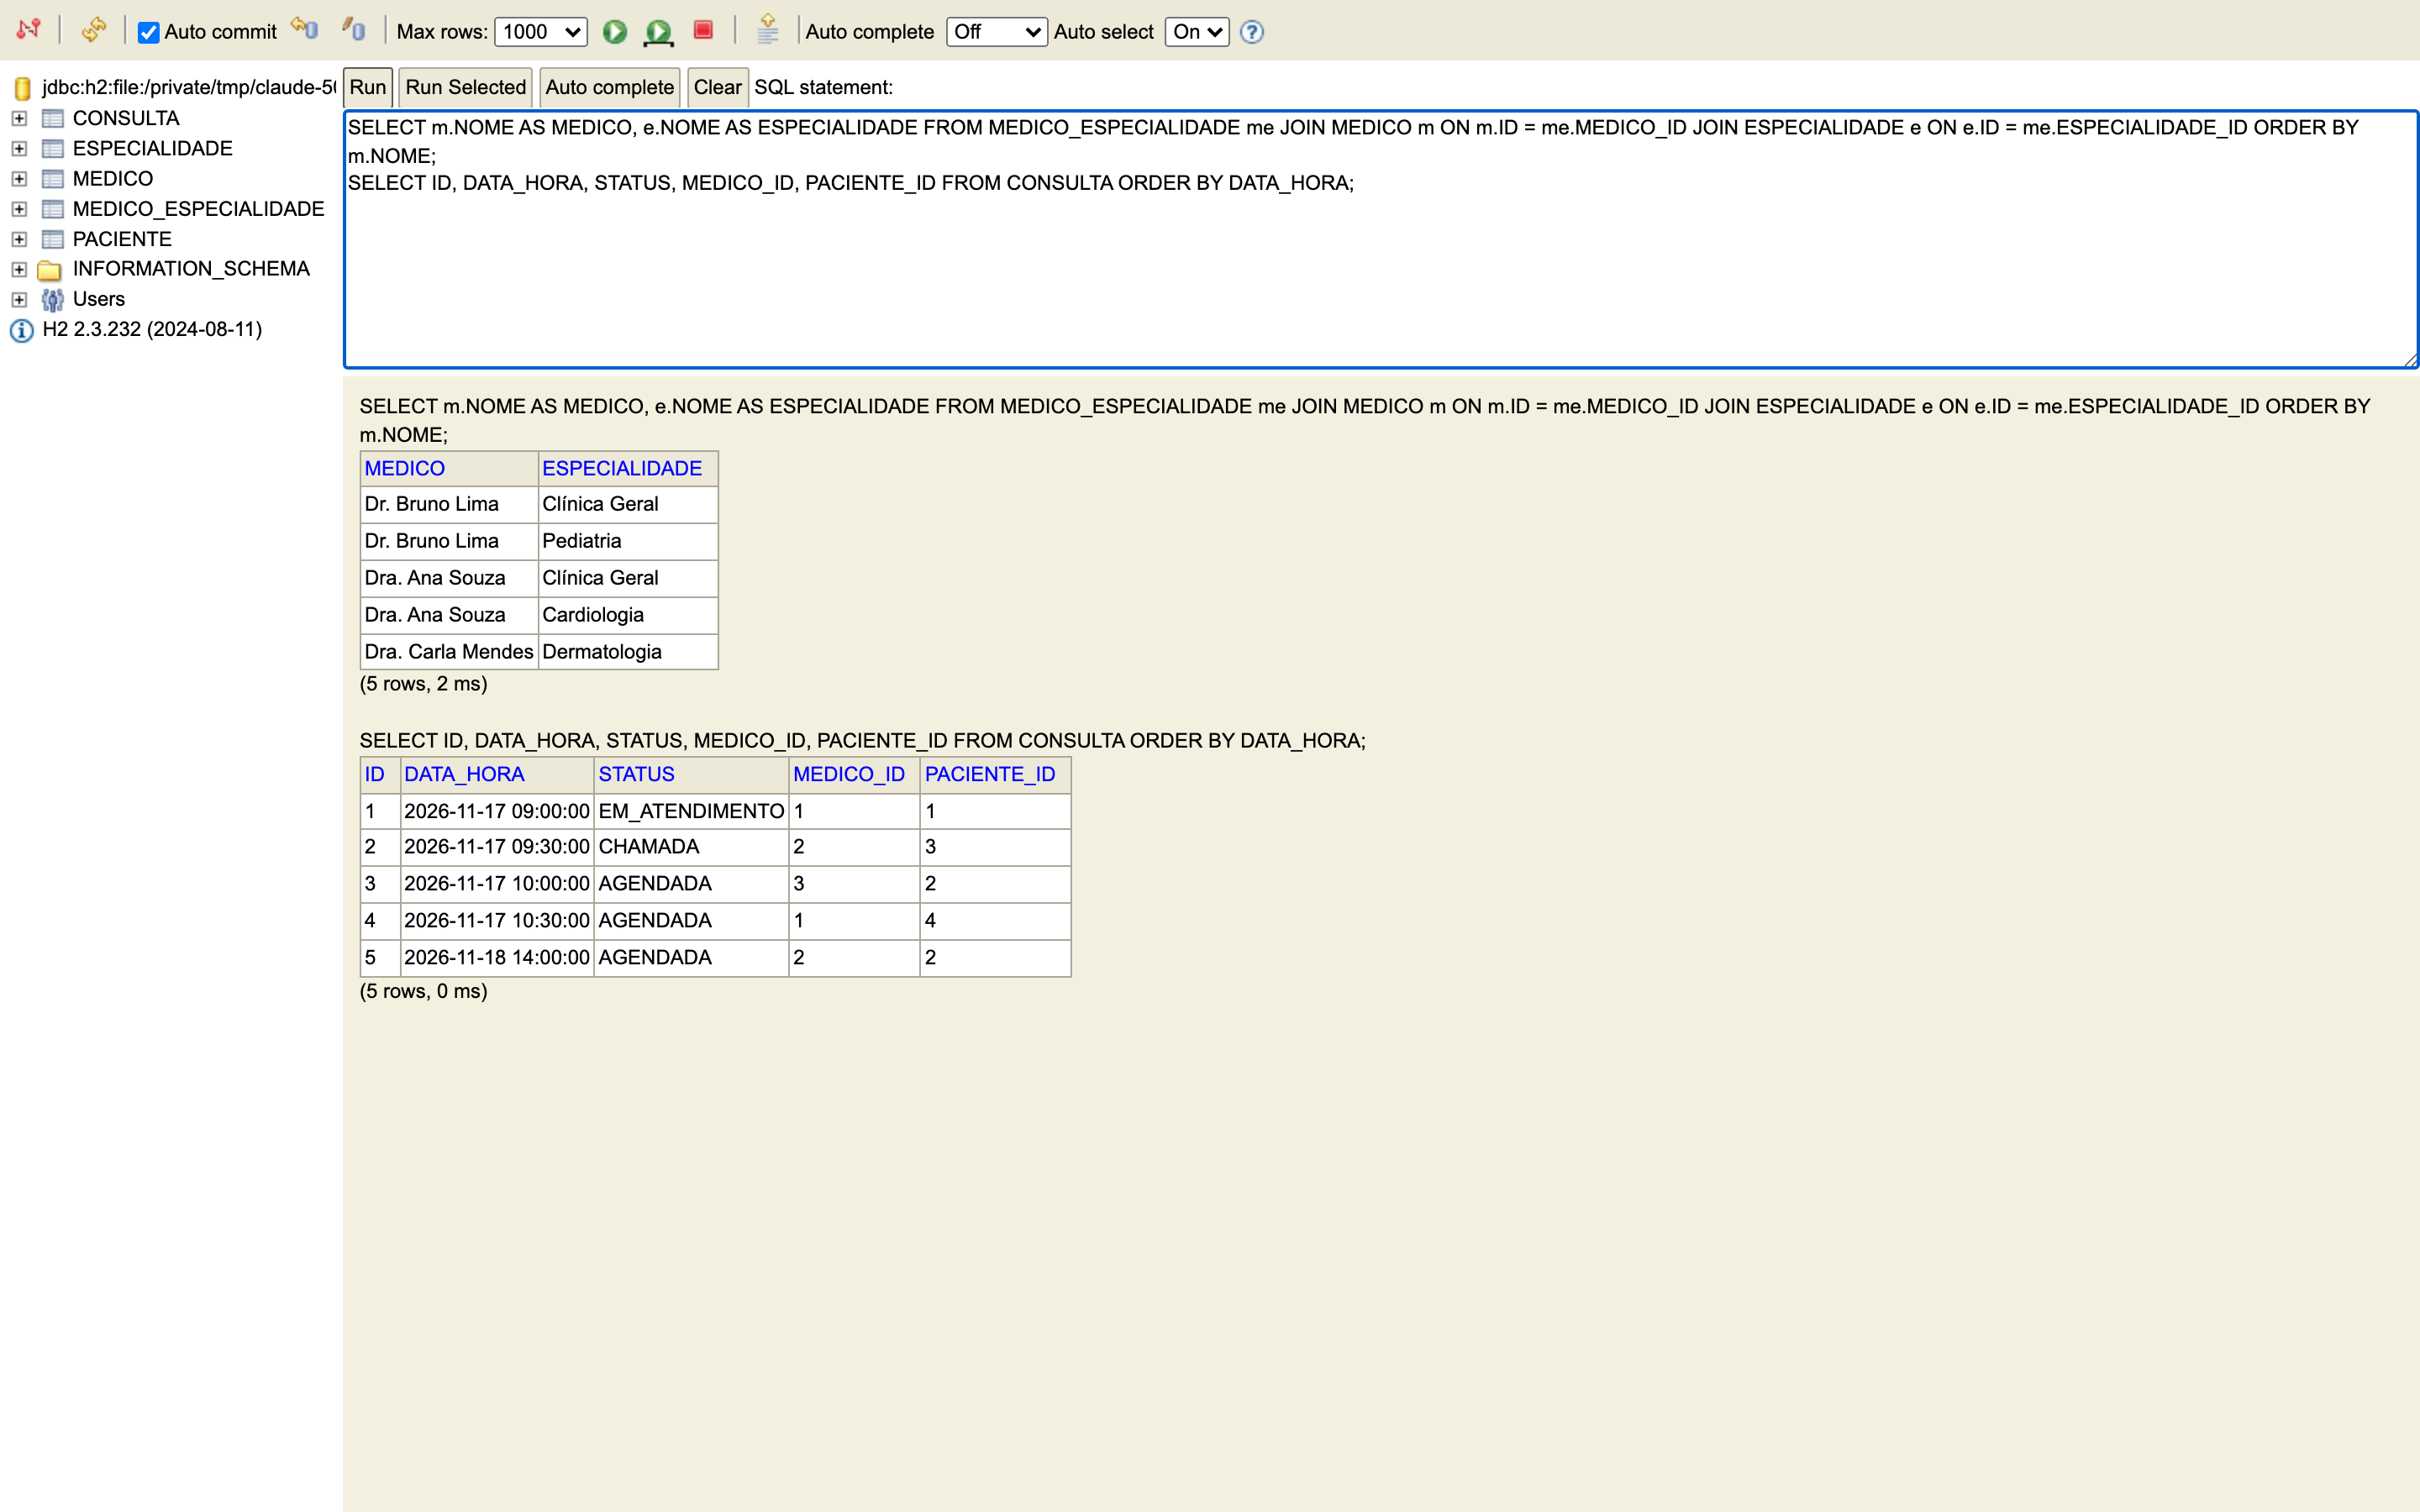 Auto commit Max rows: 1000 Auto complete Off Auto select On
jdbc:h2:file:/private/tmp/claude-50
CONSULTA
ESPECIALIDADE
MEDICO
MEDICO_ESPECIALIDADE
PACIENTE
INFORMATION_SCHEMA
Users
H2 2.3.232 (2024-08-11)
Run Run Selected Auto complete Clear SQL statement:
SELECT m.NOME AS MEDICO, e.NOME AS ESPECIALIDADE FROM MEDICO_ESPECIALIDADE me JOIN MEDICO m ON m.ID = me.MEDICO_ID JOIN ESPECIALIDADE e ON e.ID = me.ESPECIALIDADE_ID ORDER BY
m.NOME;
SELECT ID, DATA_HORA, STATUS, MEDICO_ID, PACIENTE_ID FROM CONSULTA ORDER BY DATA_HORA;
SELECT m.NOME AS MEDICO, e.NOME AS ESPECIALIDADE FROM MEDICO_ESPECIALIDADE me JOIN MEDICO m ON m.ID = me.MEDICO_ID JOIN ESPECIALIDADE e ON e.ID = me.ESPECIALIDADE_ID ORDER BY
m.NOME;
MEDICO ESPECIALIDADE
Dr. Bruno Lima Clínica Geral
Dr. Bruno Lima Pediatria
Dra. Ana Souza Clínica Geral
Dra. Ana Souza Cardiologia
Dra. Carla Mendes Dermatologia
(5 rows, 2 ms)
SELECT ID, DATA_HORA, STATUS, MEDICO_ID, PACIENTE_ID FROM CONSULTA ORDER BY DATA_HORA;
ID DATA_HORA STATUS MEDICO_ID PACIENTE_ID
1 2026-11-17 09:00:00 EM_ATENDIMENTO 1 1
2 2026-11-17 09:30:00 CHAMADA 2 3
3 2026-11-17 10:00:00 AGENDADA 3 2
4 2026-11-17 10:30:00 AGENDADA 1 4
5 2026-11-18 14:00:00 AGENDADA 2 2
(5 rows, 0 ms)